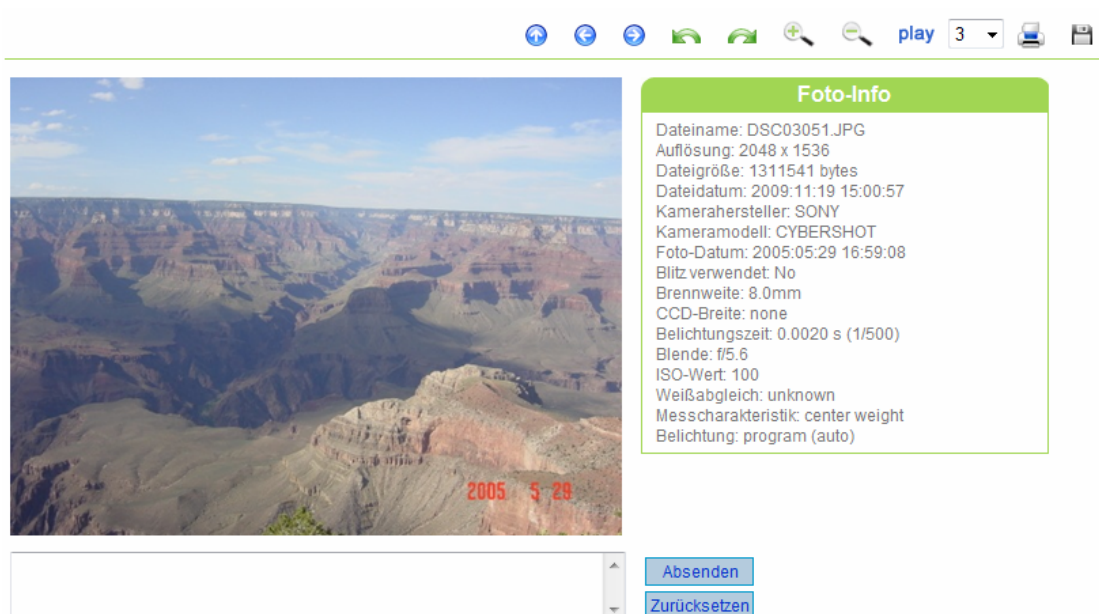 play 3
Foto-Info
Dateiname: DSC03051.JPG
Auflösung: 2048 x 1536
Dateigröße: 1311541 bytes
Dateidatum: 2009:11:19 15:00:57
Kamerahersteller: SONY
Kameramodell: CYBERSHOT
Foto-Datum: 2005:05:29 16:59:08
Blitz verwendet: No
Brennweite: 8.0mm
CCD-Breite: none
Belichtungszeit: 0.0020 s (1/500)
Blende: f/5.6
ISO-Wert: 100
Weißabgleich: unknown
Messcharakteristik: center weight
Belichtung: program (auto)
2005 5 29
Absenden
Zurücksetzen